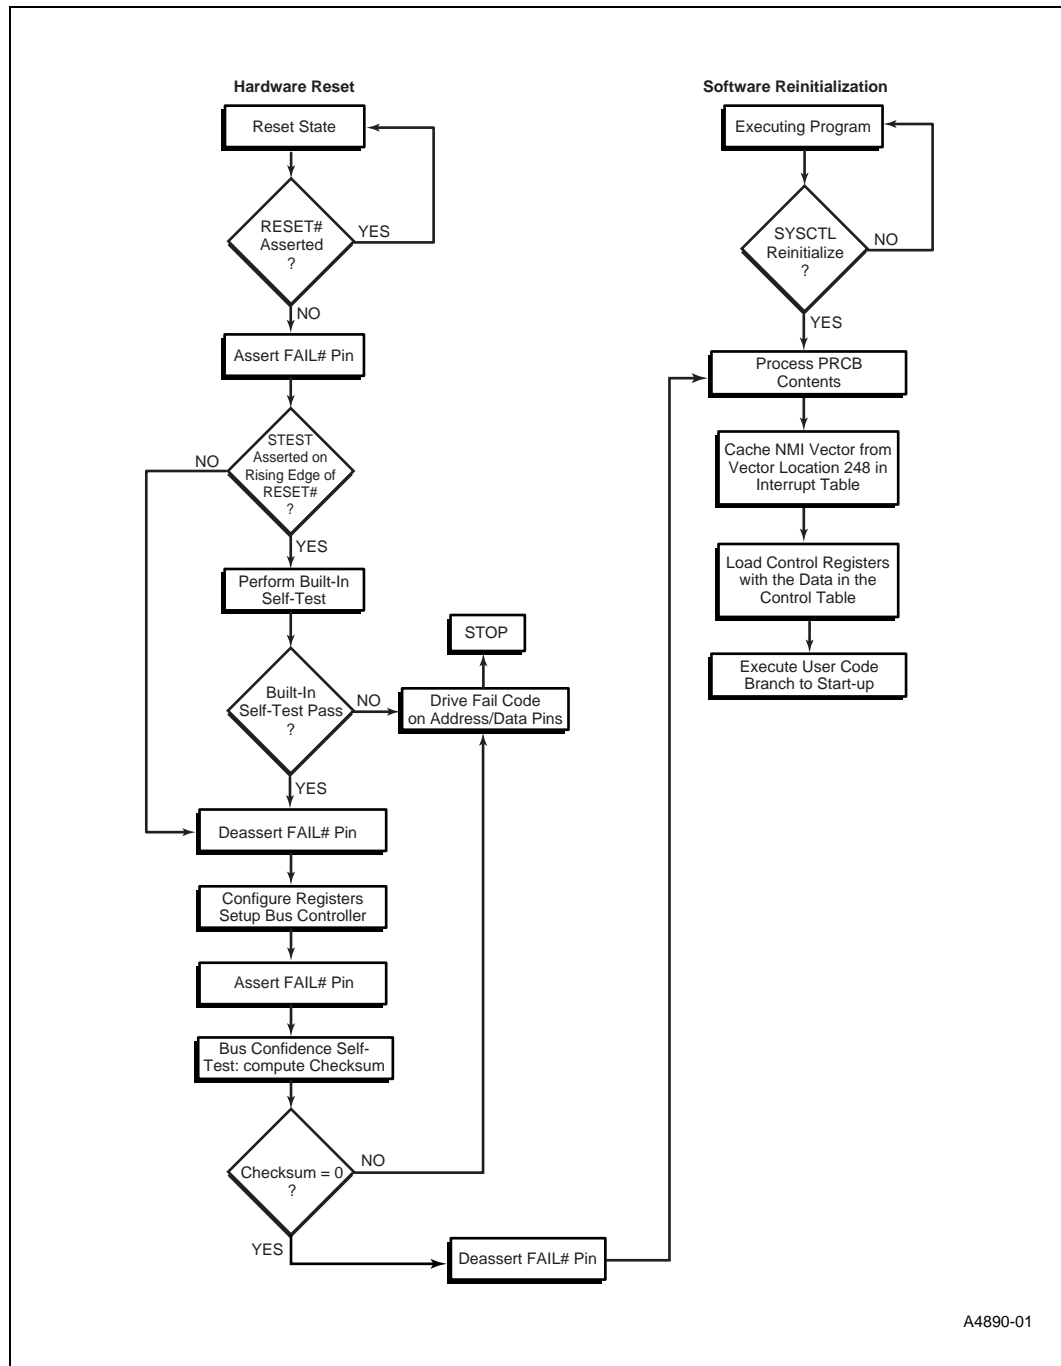 Hardware Reset
Reset State
RESET#
Asserted
?
YES
NO
Assert FAIL# Pin
STEST
Asserted on
Rising Edge of
RESET#
?
NO
YES
Perform Built-In
Self-Test
STOP
Built-In
Self-Test Pass
?
NO
Drive Fail Code
on Address/Data Pins
YES
Deassert FAIL# Pin
Configure Registers
Setup Bus Controller
Assert FAIL# Pin
Bus Confidence Self-
Test: compute Checksum
Checksum = 0
?
NO
YES
Deassert FAIL# Pin
Software Reinitialization
Executing Program
SYSCTL
Reinitialize
?
NO
YES
Process PRCB
Contents
Cache NMI Vector from
Vector Location 248 in
Interrupt Table
Load Control Registers
with the Data in the
Control Table
Execute User Code
Branch to Start-up
A4890-01